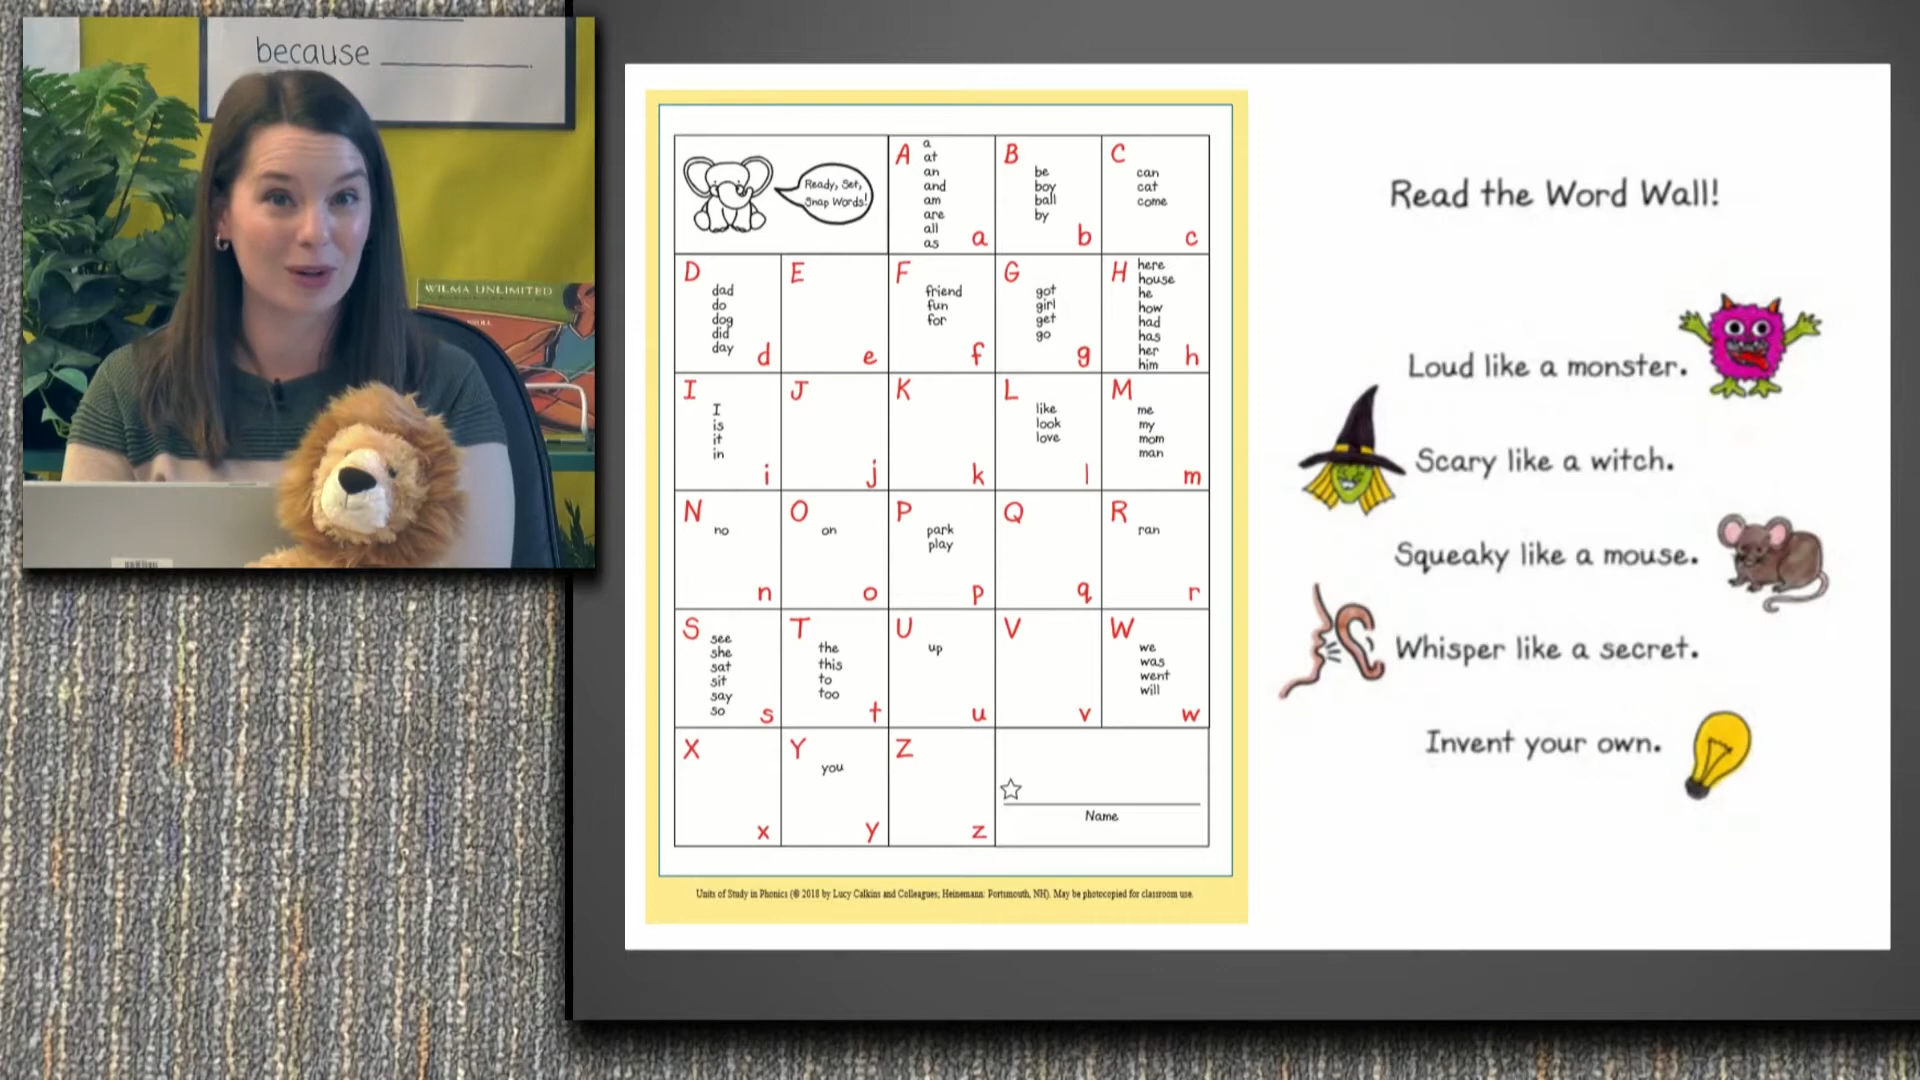 because ___________.
WILMA UNLIMITED
Ready, Set,
Snap Words!
A
a
at
an
and
am
are
all
as
a
B
be
boy
ball
by
b
C
can
cat
come
c
D
dad
do
dog
did
day
d
E
e
F
friend
fun
for
f
G
got
girl
get
go
g
H
here
house
he
how
had
has
her
him
h
I
I
is
it
in
i
J
j
K
k
L
like
look
love
l
M
me
my
mom
man
m
N
no
n
O
on
o
P
park
play
p
Q
q
R
ran
r
S
see
she
sat
sit
say
so
s
T
the
this
to
too
t
U
up
u
V
v
W
we
was
went
will
w
X
x
Y
you
y
Z
z
Name
Units of Study in Phonics (© 2018 by Lucy Calkins and Colleagues; Heinemann: Portsmouth, NH). May be photocopied for classroom use.
Read the Word Wall!
Loud like a monster.
Scary like a witch.
Squeaky like a mouse.
Whisper like a secret.
Invent your own.